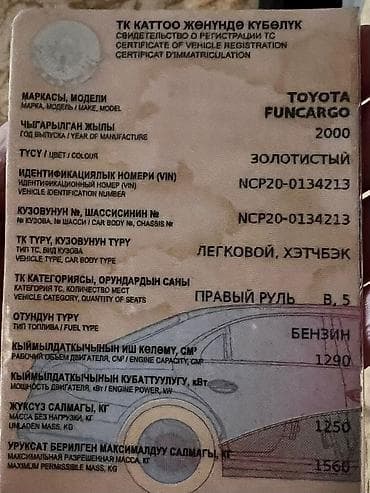 ТК КАТТОО ЖӨНҮНДӨ КҮБӨЛҮК
СВИДЕТЕЛЬСТВО О РЕГИСТРАЦИИ ТС
CERTIFICATE OF VEHICLE REGISTRATION
CERTIFICAT D'IMMATRICULATION
МАРКАСЫ, МОДЕЛИ
МАРКА, МОДЕЛЬ / MAKE, MODEL
TOYOTA
FUNCARGO
ЧЫГАРЫЛГАН ЖЫЛЫ
ГОД ВЫПУСКА / YEAR OF MANUFACTURE
2000
ТҮСҮ / ЦВЕТ / COLOUR
ЗОЛОТИСТЫЙ
ИДЕНТИФИКАЦИЯЛЫК НОМЕРИ (VIN)
ИДЕНТИФИКАЦИОННЫЙ НОМЕР (VIN)
VEHICLE IDENTIFICATION NUMBER
NCP20-0134213
КУЗОВУНУН №, ШАССИСИНИН №
№ КУЗОВА, № ШАССИ / CAR BODY №, CHASSIS №
NCP20-0134213
ТК ТҮРҮ, КУЗОВУНУН ТҮРҮ
ТИП ТС, ВИД КУЗОВА
VEHICLE TYPE, CAR BODY TYPE
ЛЕГКОВОЙ, ХЭТЧБЭК
ТК КАТЕГОРИЯСЫ, ОРУНДАРДЫН САНЫ
КАТЕГОРИЯ ТС, КОЛИЧЕСТВО МЕСТ
VEHICLE CATEGORY, QUANTITY OF SEATS
ПРАВЫЙ РУЛЬ B, 5
ОТУНДУН ТҮРҮ
ТИП ТОПЛИВА / FUEL TYPE
БЕНЗИН
КЫЙМЫЛДАТКЫЧЫНЫН ИШ КӨЛӨМҮ, СМ³
РАБОЧИЙ ОБЪЕМ ДВИГАТЕЛЯ, СМ³ / ENGINE CAPACITY, СМ³
1290
КЫЙМЫЛДАТКЫЧЫНЫН КУБАТТУУЛУГУ, кВт
МОЩНОСТЬ ДВИГАТЕЛЯ, кВт / ENGINE POWER, kW
ЖҮКСҮЗ САЛМАГЫ, КГ
МАССА БЕЗ НАГРУЗКИ, КГ
UNLADEN MASS, KG
1250
УРУКСАТ БЕРИЛГЕН МАКСИМАЛДУУ САЛМАГЫ, КГ
МАКСИМАЛЬНАЯ РАЗРЕШЕННАЯ МАССА, КГ
MAXIMUM PERMISSIBLE MASS, KG
1560